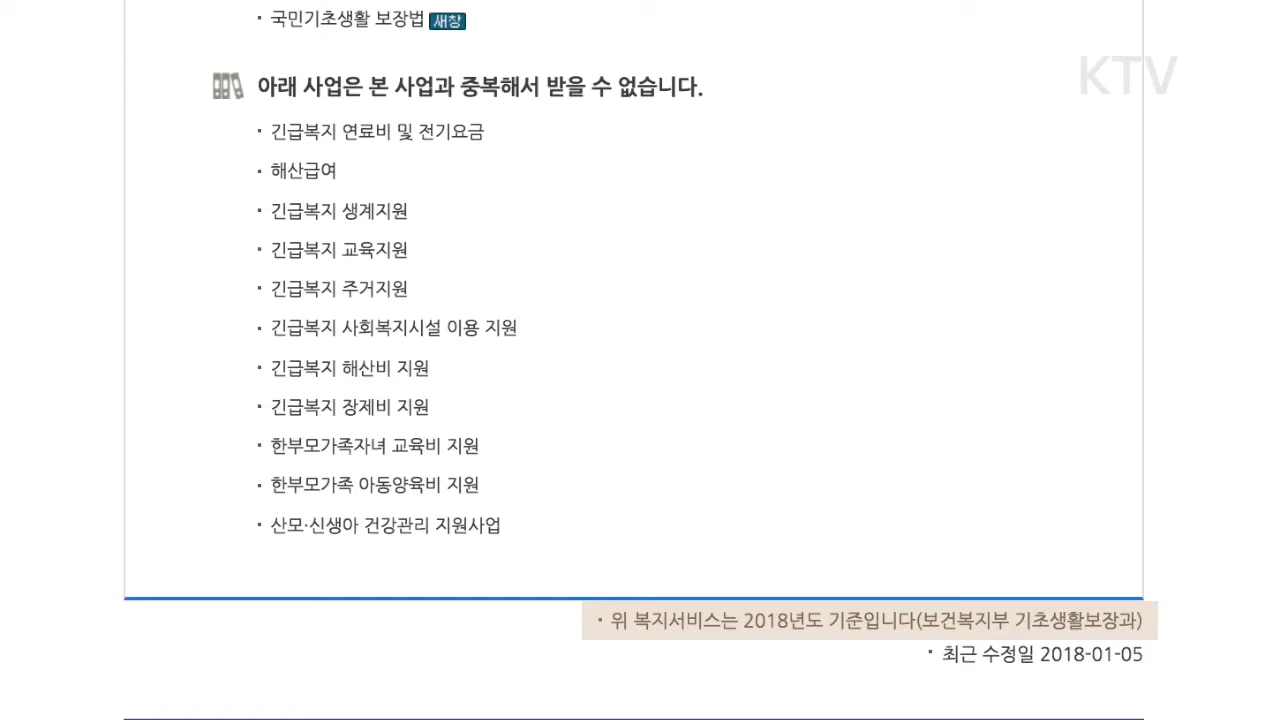 · 국민기초생활 보장법 새창
KTV
아래 사업은 본 사업과 중복해서 받을 수 없습니다.
· 긴급복지 연료비 및 전기요금
· 해산급여
· 긴급복지 생계지원
· 긴급복지 교육지원
· 긴급복지 주거지원
· 긴급복지 사회복지시설 이용 지원
· 긴급복지 해산비 지원
· 긴급복지 장제비 지원
· 한부모가족자녀 교육비 지원
· 한부모가족 아동양육비 지원
· 산모·신생아 건강관리 지원사업
· 위 복지서비스는 2018년도 기준입니다(보건복지부 기초생활보장과)
· 최근 수정일 2018-01-05